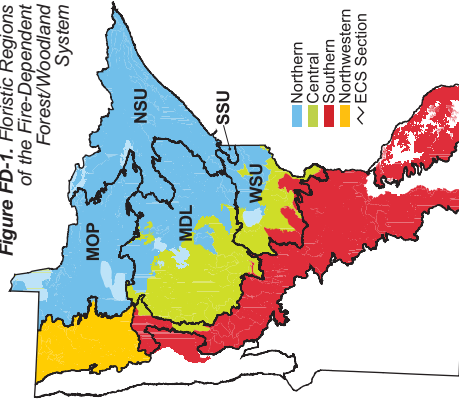 Figure FD-1. Floristic Regions
of the Fire-Dependent
Forest/Woodland
System
NSU
SSU
MOP
MDL
WSU
Northern
Central
Southern
Northwestern
ECS Section